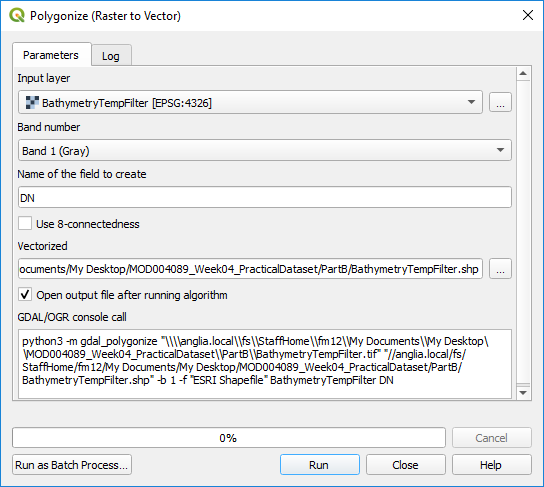 Polygonize (Raster to Vector)
Parameters
Log
Input layer
BathymetryTempFilter [EPSG:4326]
...
Band number
Band 1 (Gray)
Name of the field to create
DN
Use 8-connectedness
Vectorized
ocuments/My Desktop/MOD004089_Week04_PracticalDataset/PartB/BathymetryTempFilter.shp
...
Open output file after running algorithm
GDAL/OGR console call
python3 -m gdal_polygonize "\\\\anglia.local\\fs\\StaffHome\\fm12\\My Documents\\My Desktop\
\MOD004089_Week04_PracticalDataset\\PartB\\BathymetryTempFilter.tif" "//anglia.local/fs/
StaffHome/fm12/My Documents/My Desktop/MOD004089_Week04_PracticalDataset/PartB/
BathymetryTempFilter.shp" -b 1 -f "ESRI Shapefile" BathymetryTempFilter DN
0%
Cancel
Run as Batch Process...
Run
Close
Help